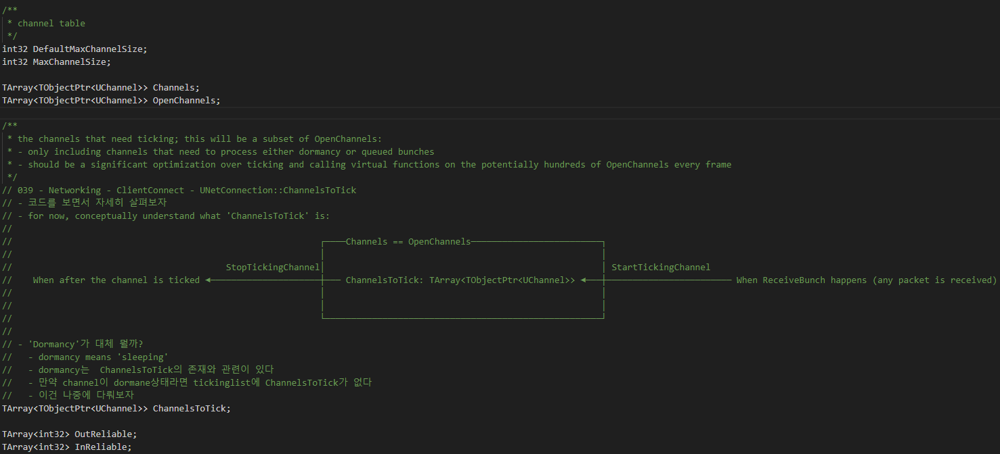 /**
 * channel table
 */
int32 DefaultMaxChannelSize;
int32 MaxChannelSize;
TArray<TObjectPtr<UChannel>> Channels;
TArray<TObjectPtr<UChannel>> OpenChannels;
/**
 * the channels that need ticking; this will be a subset of OpenChannels:
 * - only including channels that need to process either dormancy or queued bunches
 * - should be a significant optimization over ticking and calling virtual functions on the potentially hundreds of OpenChannels every frame
 */
// 039 - Networking - ClientConnect - UNetConnection::ChannelsToTick
// - 코드를 보면서 자세히 살펴보자
// - for now, conceptually understand what 'ChannelsToTick' is:
//
//                                                             ┌────Channels == OpenChannels─────────────────────────┐
//                                                             │                                                     │
//                                           StopTickingChannel│                                                     │ StartTickingChannel
//    When after the channel is ticked ◄───────────────────────┼─── ChannelsToTick: TArray<TObjectPtr<UChannel>> ◄───┼──────────────────────── When ReceiveBunch happens (any packet is received)
//                                                             │                                                     │
//                                                             │                                                     │
//                                                             └─────────────────────────────────────────────────────┘
//
// - 'Dormancy'가 대체 뭘까?
//   - dormancy means 'sleeping'
//   - dormancy는  ChannelsToTick의 존재와 관련이 있다
//   - 만약 channel이 dormane상태라면 tickinglist에 ChannelsToTick가 없다
//   - 이건 나중에 다뤄보자
TArray<TObjectPtr<UChannel>> ChannelsToTick;
TArray<int32> OutReliable;
TArray<int32> InReliable;